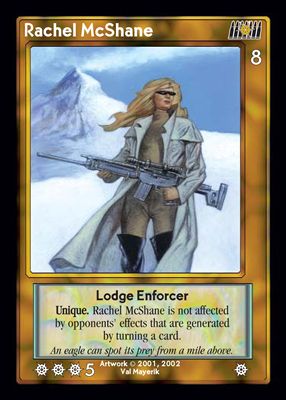 Rachel McShane
8
Lodge Enforcer
Unique. Rachel McShane is not affected
by opponents' effects that are generated
by turning a card.
An eagle can spot its prey from a mile above.
Artwork © 2001, 2002
5
Val Mayerik